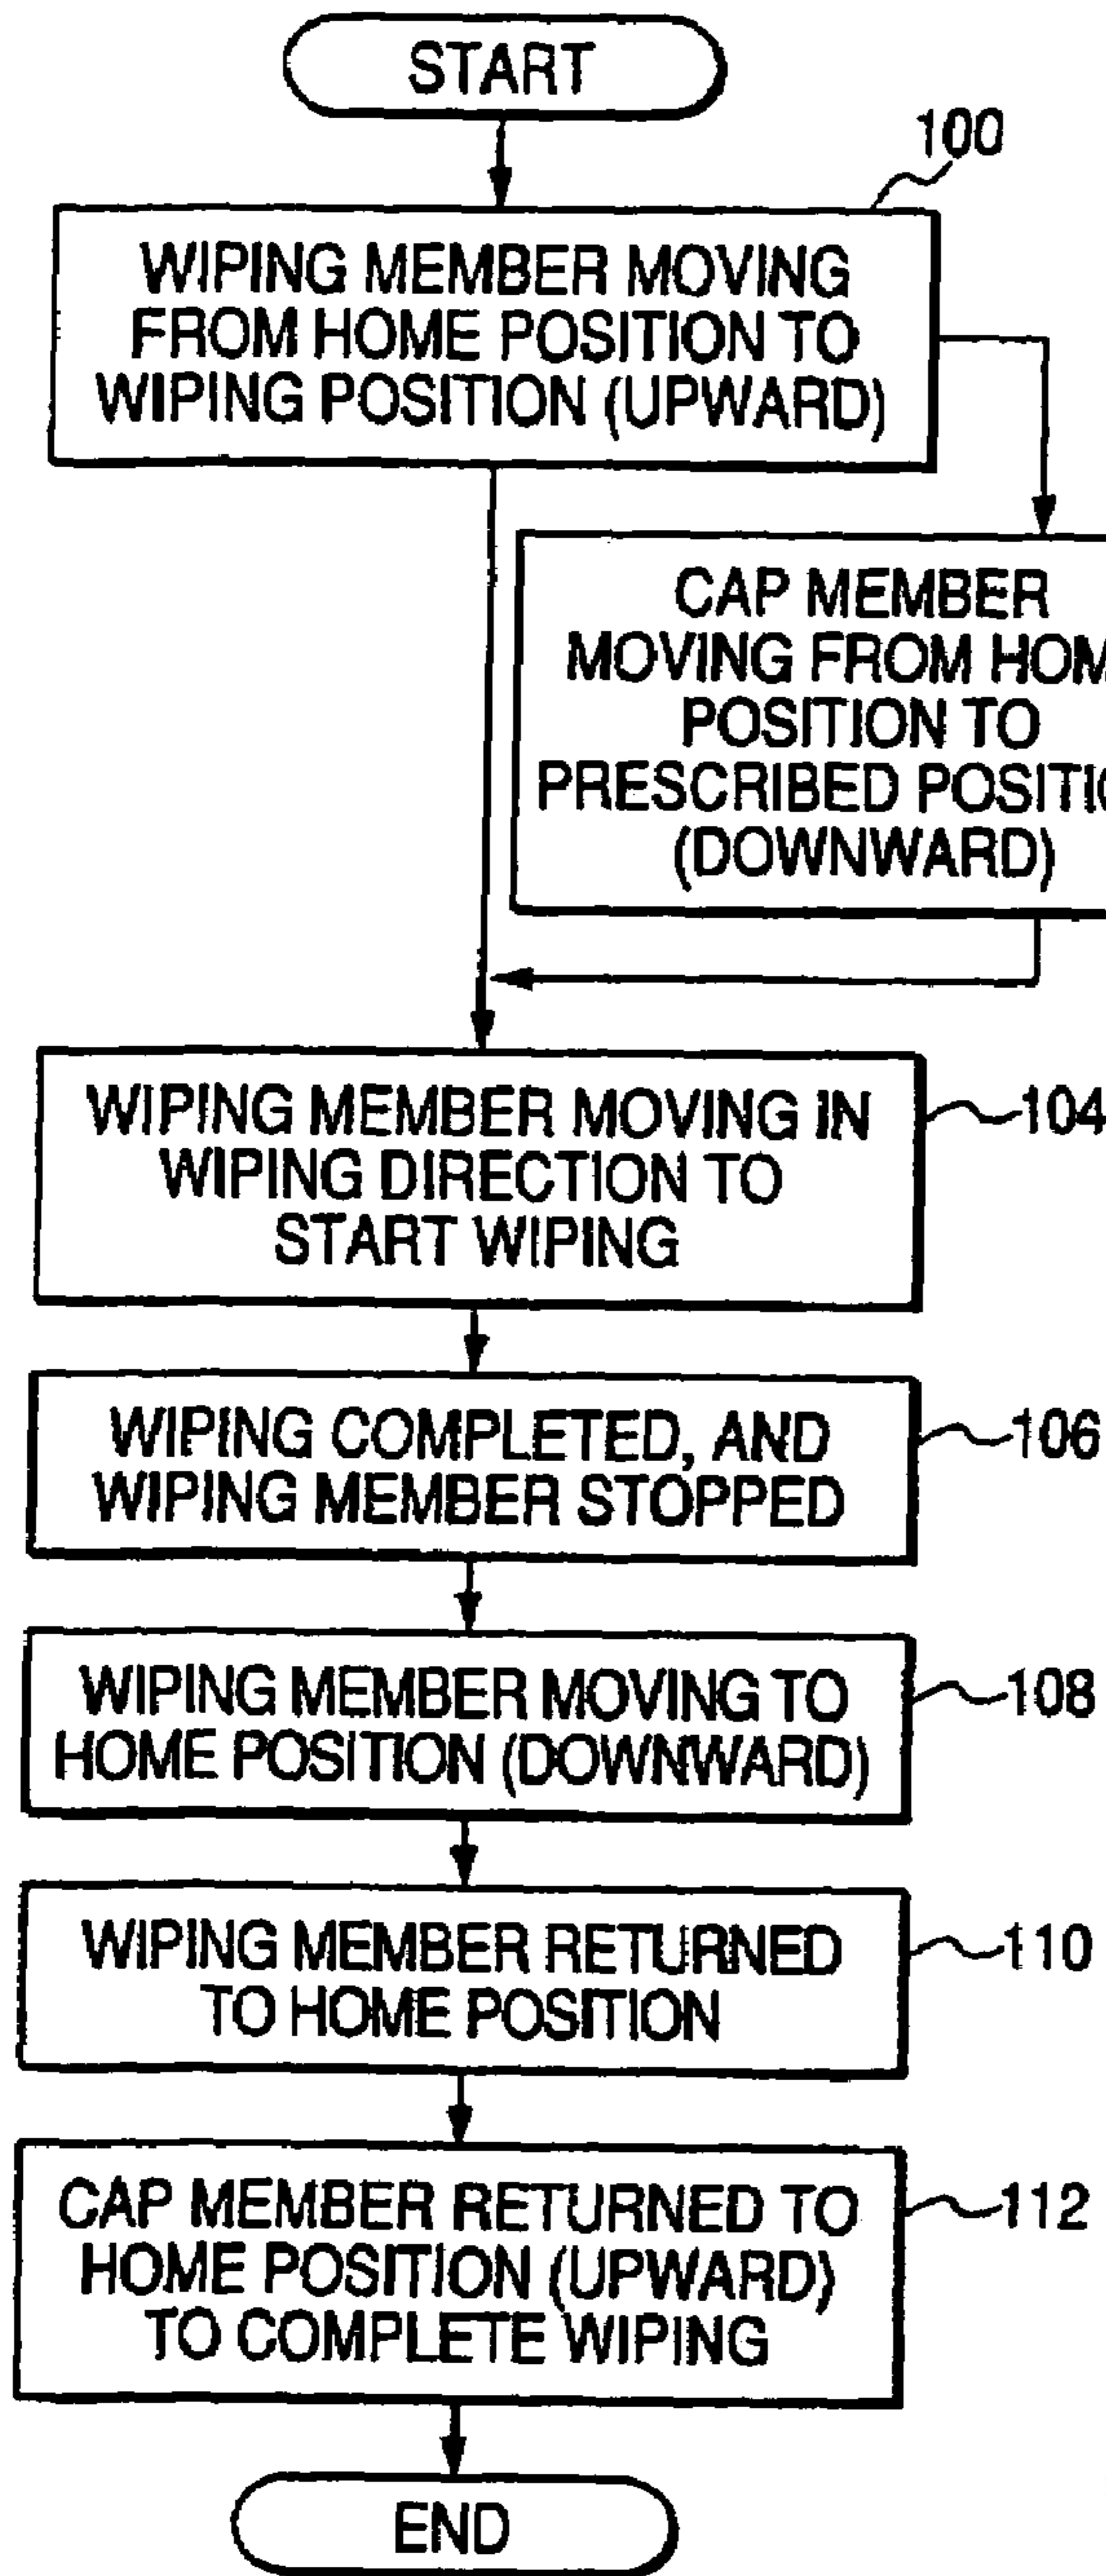 START
100
WIPING MEMBER MOVING
FROM HOME POSITION TO
WIPING POSITION (UPWARD)
CAP MEMBER
MOVING FROM HOM
POSITION TO
PRESCRIBED POSITIO
(DOWNWARD)
WIPING MEMBER MOVING IN
WIPING DIRECTION TO
START WIPING
104
WIPING COMPLETED, AND
WIPING MEMBER STOPPED
106
WIPING MEMBER MOVING TO
HOME POSITION (DOWNWARD)
108
WIPING MEMBER RETURNED
TO HOME POSITION
110
CAP MEMBER RETURNED TO
HOME POSITION (UPWARD)
TO COMPLETE WIPING
112
END